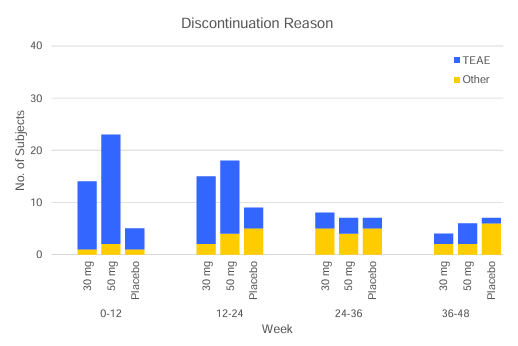 Discontinuation Reason
40
30
20
10
0
No. of Subjects
TEAE
Other
30 mg
50 mg
Placebo
30 mg
50 mg
Placebo
30 mg
50 mg
Placebo
30 mg
50 mg
Placebo
0-12
12-24
24-36
36-48
Week